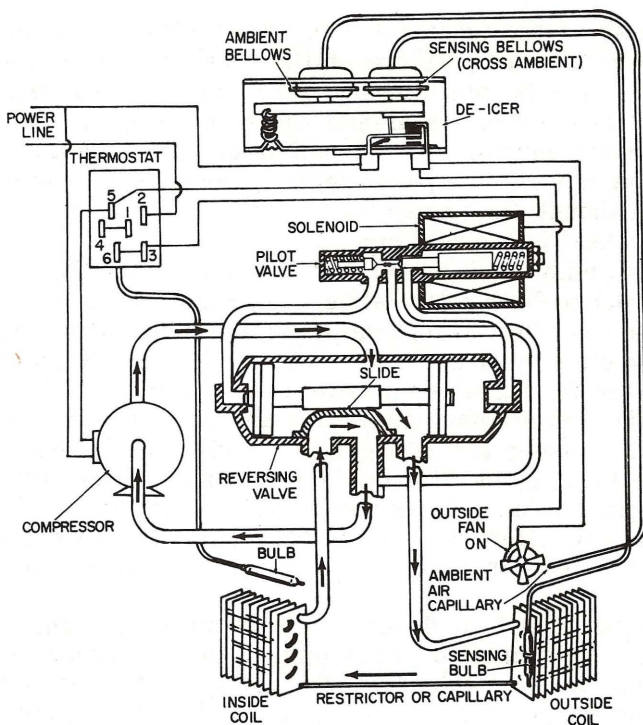 AMBIENT
BELLOWS
SENSING BELLOWS
(CROSS AMBIENT)
DE-ICER
POWER
LINE
THERMOSTAT
5
2
1
4
6
3
SOLENOID
PILOT
VALVE
SLIDE
REVERSING
VALVE
COMPRESSOR
BULB
OUTSIDE
FAN
ON
AMBIENT
AIR
CAPILLARY
SENSING
BULB
INSIDE
COIL
RESTRICTOR OR CAPILLARY
OUTSIDE
COIL